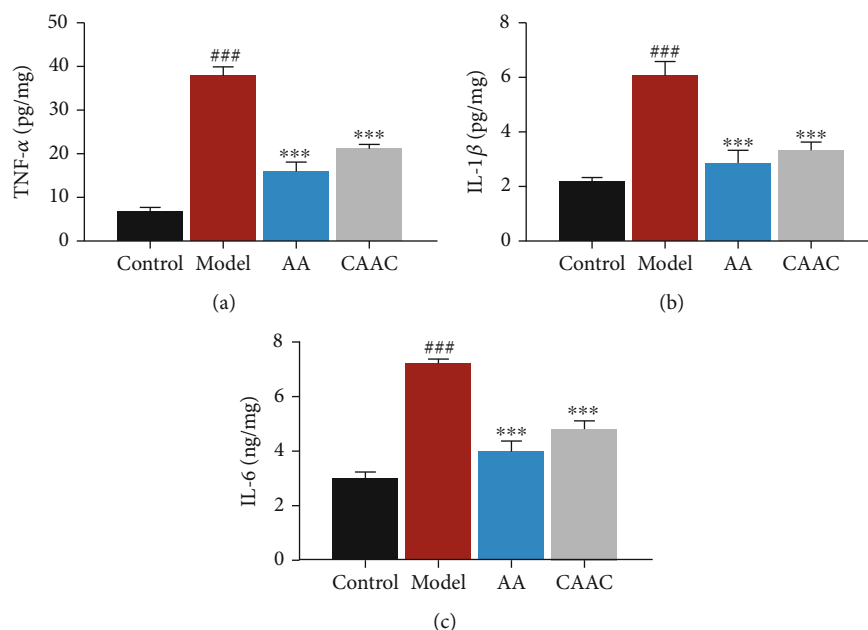 TNF-α (pg/mg)
50
40
30
20
10
0
###
***
***
Control Model AA CAAC
(a)
IL-1β (pg/mg)
8
6
4
2
0
###
***
***
Control Model AA CAAC
(b)
IL-6 (ng/mg)
8
6
4
2
0
###
***
***
Control Model AA CAAC
(c)